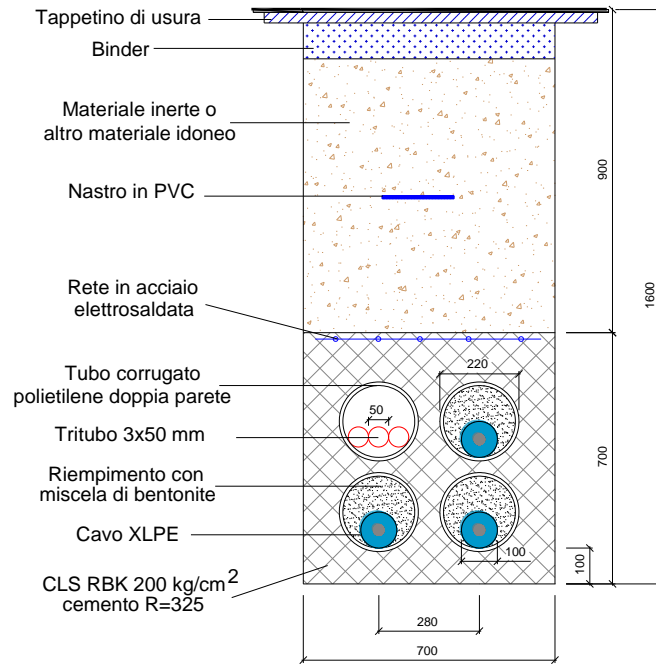 Tappetino di usura
Binder
Materiale inerte o
altro materiale idoneo
Nastro in PVC
Rete in acciaio
elettrosaldata
Tubo corrugato
polietilene doppia parete
Tritubo 3x50 mm
Riempimento con
miscela di bentonite
Cavo XLPE
CLS RBK 200 kg/cm²
cemento R=325
900
1600
220
50
700
100
100
280
700